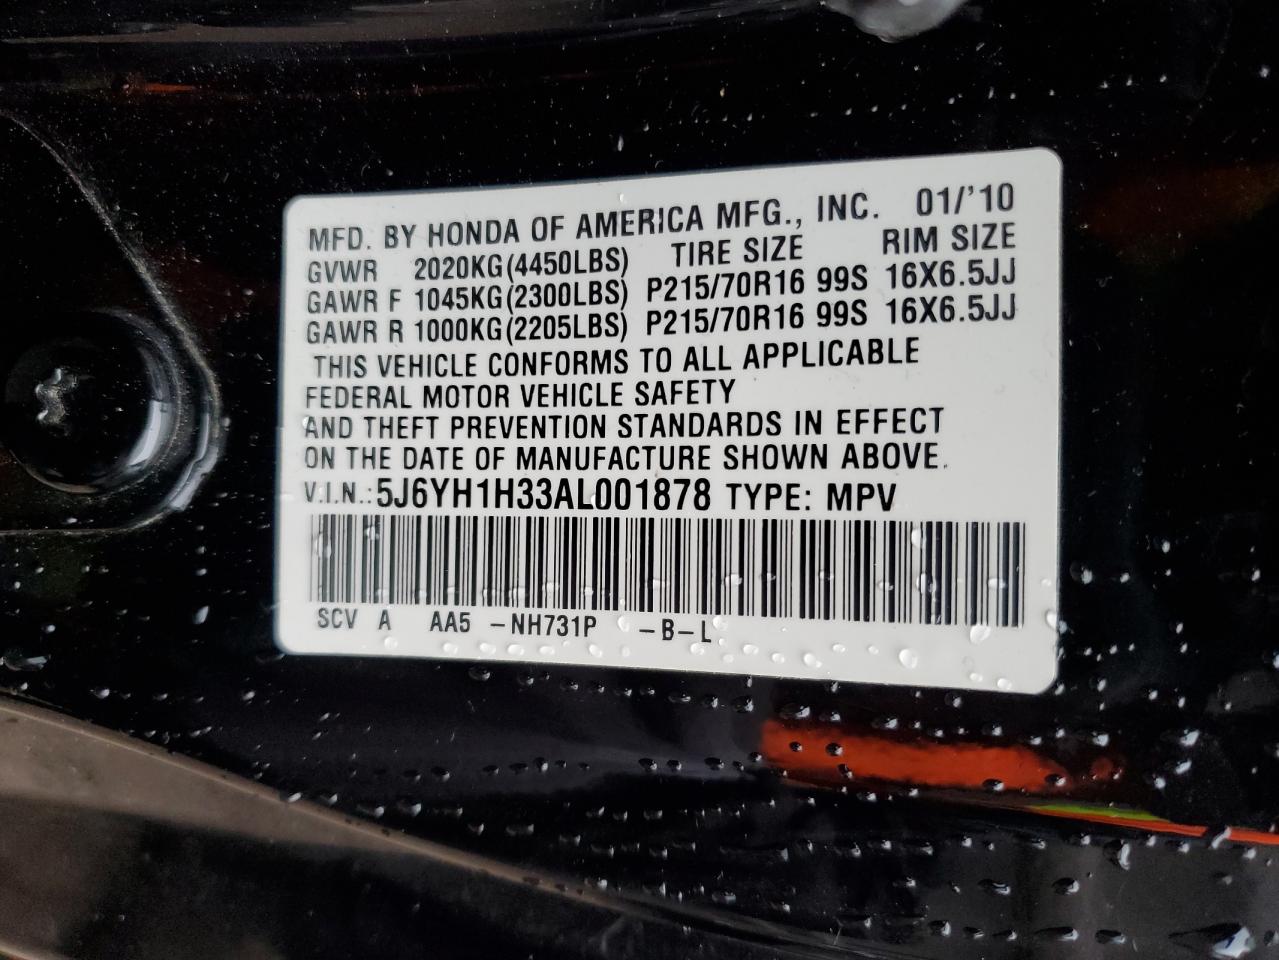 MFD. BY HONDA OF AMERICA MFG., INC. 01/'10
GVWR 2020KG(4450LBS) TIRE SIZE RIM SIZE
GAWR F 1045KG(2300LBS) P215/70R16 99S 16X6.5JJ
GAWR R 1000KG(2205LBS) P215/70R16 99S 16X6.5JJ
THIS VEHICLE CONFORMS TO ALL APPLICABLE
FEDERAL MOTOR VEHICLE SAFETY
AND THEFT PREVENTION STANDARDS IN EFFECT
ON THE DATE OF MANUFACTURE SHOWN ABOVE.
V.I.N.: 5J6YH1H33AL001878 TYPE: MPV
SCV A AA5 -NH731P -B-L